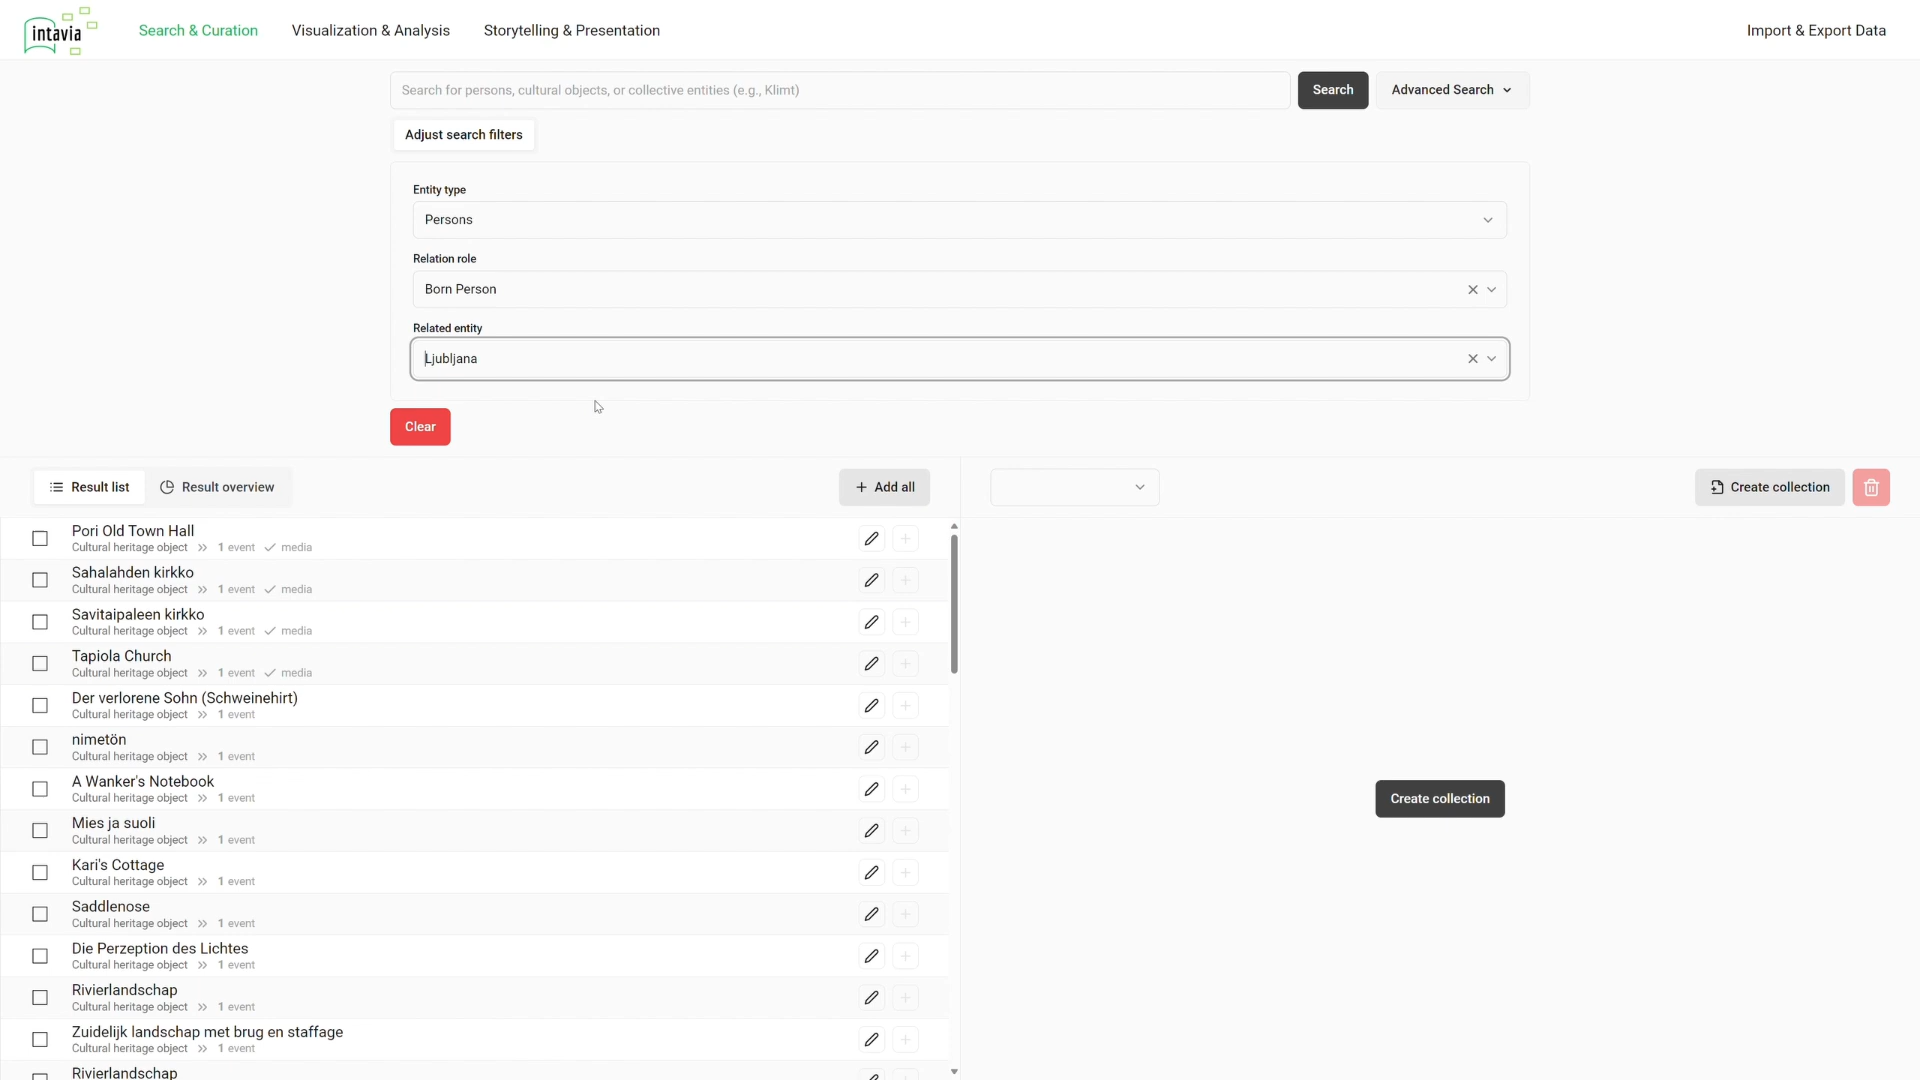 intavia
Search & Curation
Visualization & Analysis
Storytelling & Presentation
Import & Export Data
Search for persons, cultural objects, or collective entities (e.g., Klimt)
Search
Advanced Search
Adjust search filters
Entity type
Persons
Relation role
Born Person
Related entity
Ljubljana
Clear
Result list
Result overview
+ Add all
Create collection
Pori Old Town Hall
Cultural heritage object » 1 event ✓ media
Sahalahden kirkko
Cultural heritage object » 1 event ✓ media
Savitaipaleen kirkko
Cultural heritage object » 1 event ✓ media
Tapiola Church
Cultural heritage object » 1 event ✓ media
Der verlorene Sohn (Schweinehirt)
Cultural heritage object » 1 event
nimetön
Cultural heritage object » 1 event
A Wanker's Notebook
Cultural heritage object » 1 event
Create collection
Mies ja suoli
Cultural heritage object » 1 event
Kari's Cottage
Cultural heritage object » 1 event
Saddlenose
Cultural heritage object » 1 event
Die Perzeption des Lichtes
Cultural heritage object » 1 event
Rivierlandschap
Cultural heritage object » 1 event
Zuidelijk landschap met brug en staffage
Cultural heritage object » 1 event
Rivierlandschap